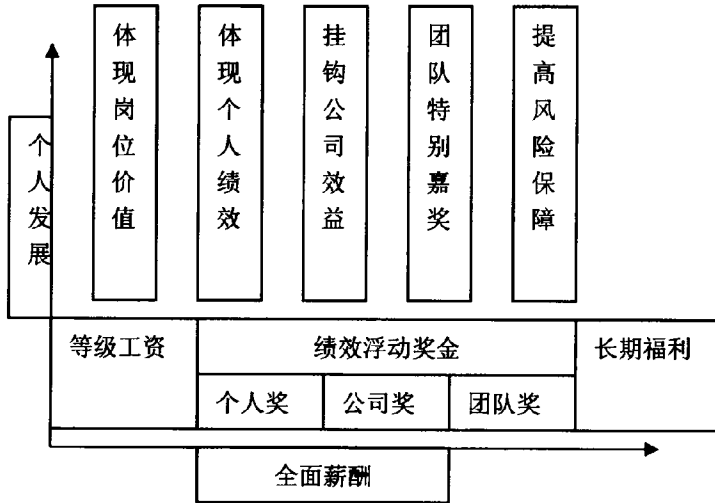 体现岗位价值
体现个人绩效
挂钩公司效益
团队特别嘉奖
提高风险保障
个人发展
等级工资
绩效浮动奖金
长期福利
个人奖
公司奖
团队奖
全面薪酬